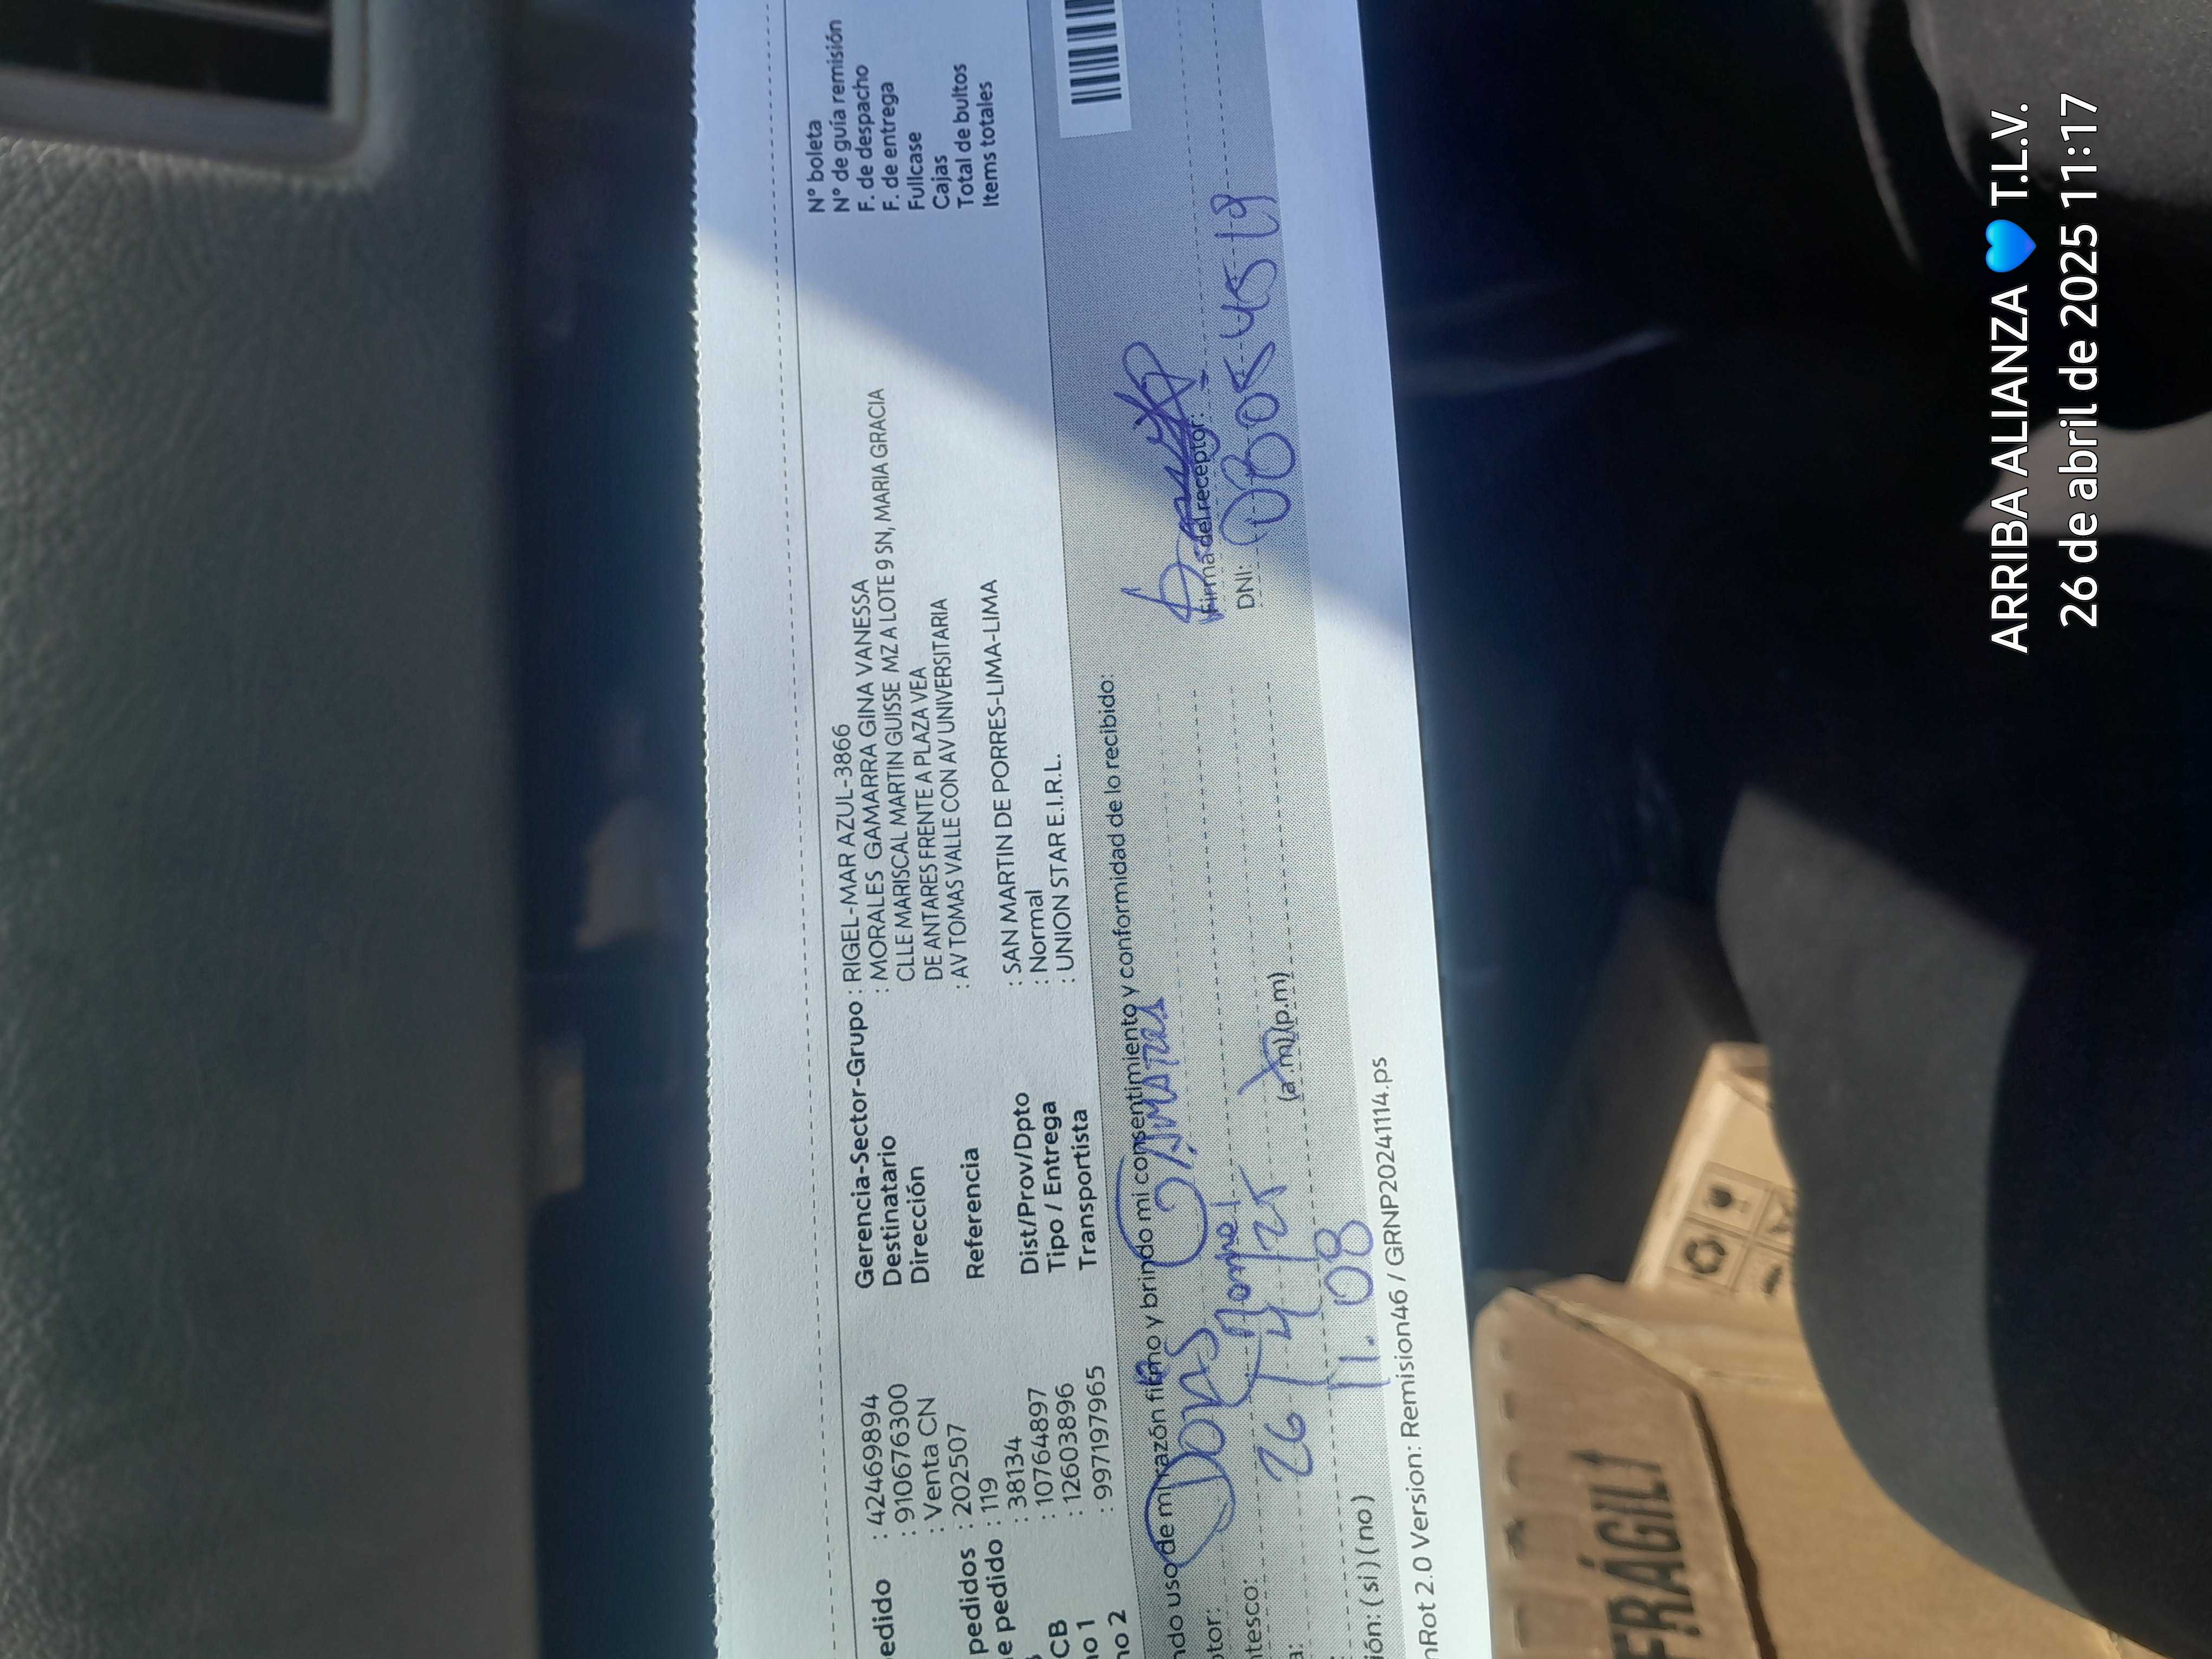 edido : 424469894
: 910676300
: Venta CN
pedidos : 202507
e pedido : 119
: 38134
CB : 10764897
no 1 : 12603896
no 2 : 997197965
Gerencia-Sector-Grupo : RIGEL-MAR AZUL-3866
Destinatario : MORALES GAMARRA GINA VANESSA
Dirección CLLE MARISCAL MARTIN GUISSE MZ A LOTE 9 SN, MARIA GRACIA
DE ANTARES FRENTE A PLAZA VEA
Referencia : AV TOMAS VALLE CON AV UNIVERSITARIA
Dist/Prov/Dpto : SAN MARTIN DE PORRES-LIMA-LIMA
Tipo / Entrega : Normal
Transportista : UNION STAR E.I.R.L.
N° boleta
N° de guía remisión
F. de despacho
F. de entrega
Fullcase
Cajas
Total de bultos
Items totales
ndo uso de mi razón firmo y brindo mi consentimiento y conformidad de lo recibido:
ptor:
ntesco:
a: 26/4/25
11.08 (a.m) (p.m)
Firma del receptor:
DNI:
ión: ( si ) ( no )
nRot 2.0 Version: Remision46 / GRNP20241114.ps
FRÁGIL
ARRIBA ALIANZA 💙 T.L.V.
26 de abril de 2025 11:17